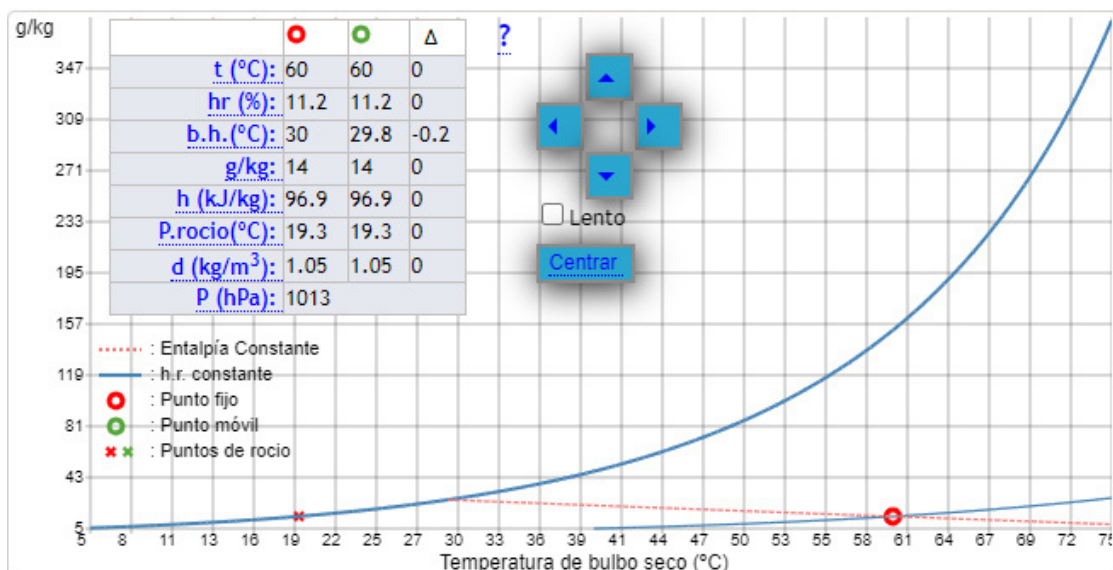 g/kg
Δ
?
t (ºC): 60 60 0
hr (%): 11.2 11.2 0
b.h.(ºC): 30 29.8 -0.2
g/kg: 14 14 0
h (kJ/kg): 96.9 96.9 0
P.rocio(ºC): 19.3 19.3 0
d (kg/m³): 1.05 1.05 0
P (hPa): 1013
Lento
Centrar
347
309
271
233
195
157
119
81
43
5
: Entalpía Constante
: h.r. constante
: Punto fijo
: Punto móvil
: Puntos de rocio
5 8 11 13 16 19 22 25 27 30 33 36 39 41 44 47 50 53 55 58 61 64 67 69 72 75
Temperatura de bulbo seco (ºC)